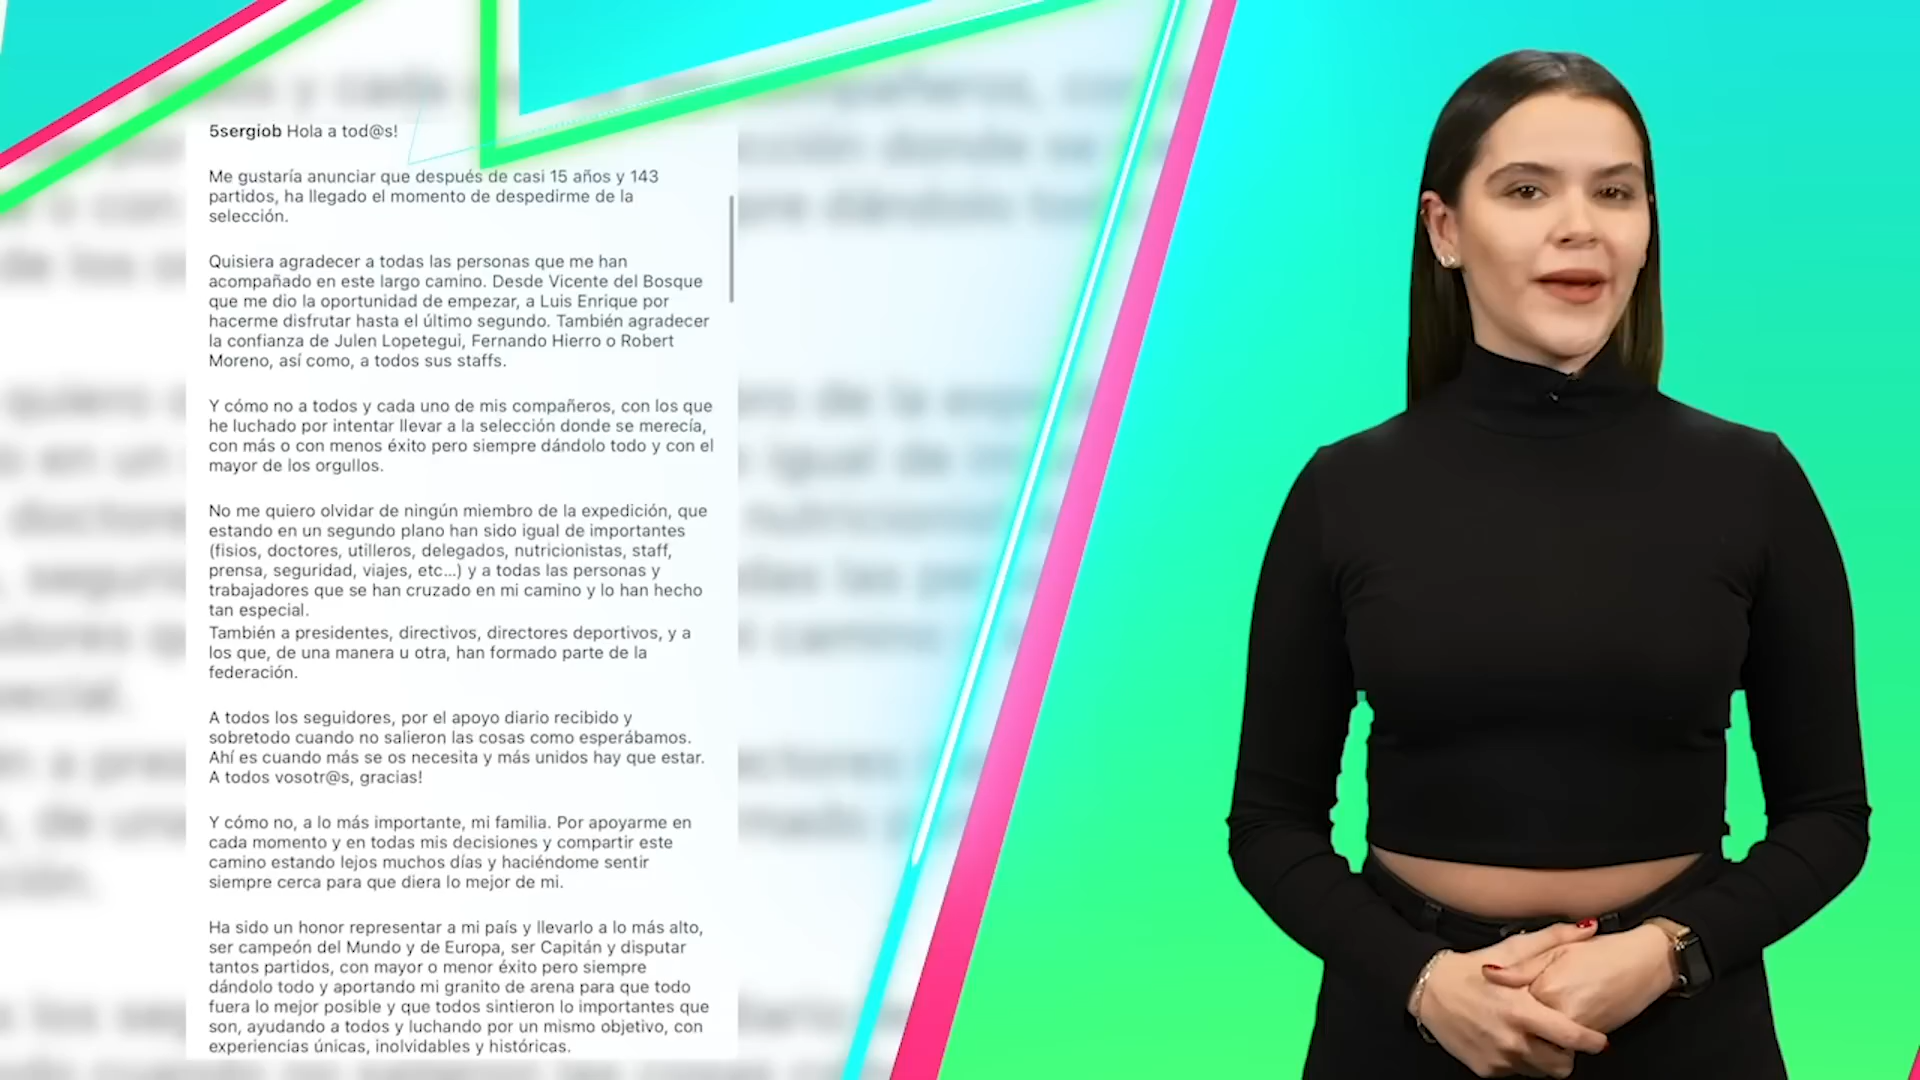 5sergiob Hola a tod@s!
Me gustaría anunciar que después de casi 15 años y 143
partidos, ha llegado el momento de despedirme de la
selección.
Quisiera agradecer a todas las personas que me han
acompañado en este largo camino. Desde Vicente del Bosque
que me dio la oportunidad de empezar, a Luis Enrique por
hacerme disfrutar hasta el último segundo. También agradecer
la confianza de Julen Lopetegui, Fernando Hierro o Robert
Moreno, así como, a todos sus staffs.
Y cómo no a todos y cada uno de mis compañeros, con los que
he luchado por intentar llevar a la selección donde se merecía,
con más o con menos éxito pero siempre dándolo todo y con el
mayor de los orgullos.
No me quiero olvidar de ningún miembro de la expedición, que
estando en un segundo plano han sido igual de importantes
(fisios, doctores, utilleros, delegados, nutricionistas, staff,
prensa, seguridad, viajes, etc...) y a todas las personas y
trabajadores que se han cruzado en mi camino y lo han hecho
tan especial.
También a presidentes, directivos, directores deportivos, y a
los que, de una manera u otra, han formado parte de la
federación.
A todos los seguidores, por el apoyo diario recibido y
sobretodo cuando no salieron las cosas como esperábamos.
Ahí es cuando más se os necesita y más unidos hay que estar.
A todos vosotr@s, gracias!
Y cómo no, a lo más importante, mi familia. Por apoyarme en
cada momento y en todas mis decisiones y compartir este
camino estando lejos muchos días y haciéndome sentir
siempre cerca para que diera lo mejor de mi.
Ha sido un honor representar a mi país y llevarlo a lo más alto,
ser campeón del Mundo y de Europa, ser Capitán y disputar
tantos partidos, con mayor o menor éxito pero siempre
dándolo todo y aportando mi granito de arena para que todo
fuera lo mejor posible y que todos sintieron lo importantes que
son, ayudando a todos y luchando por un mismo objetivo, con
experiencias únicas, inolvidables y históricas.